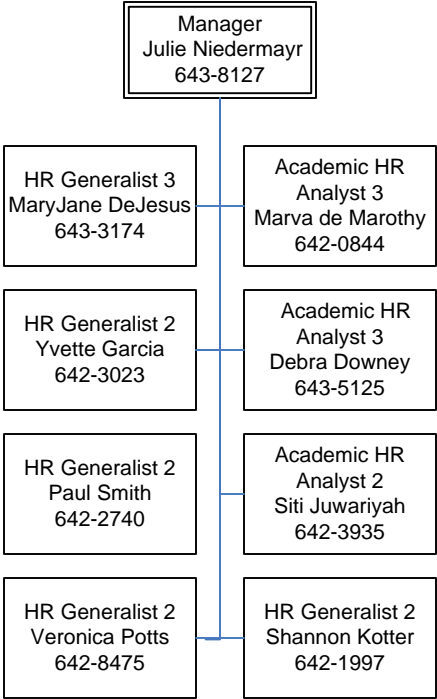 Manager
Julie Niedermayr
643-8127
HR Generalist 3
MaryJane DeJesus
643-3174
Academic HR
Analyst 3
Marva de Marothy
642-0844
HR Generalist 2
Yvette Garcia
642-3023
Academic HR
Analyst 3
Debra Downey
643-5125
HR Generalist 2
Paul Smith
642-2740
Academic HR
Analyst 2
Siti Juwariyah
642-3935
HR Generalist 2
Veronica Potts
642-8475
HR Generalist 2
Shannon Kotter
642-1997